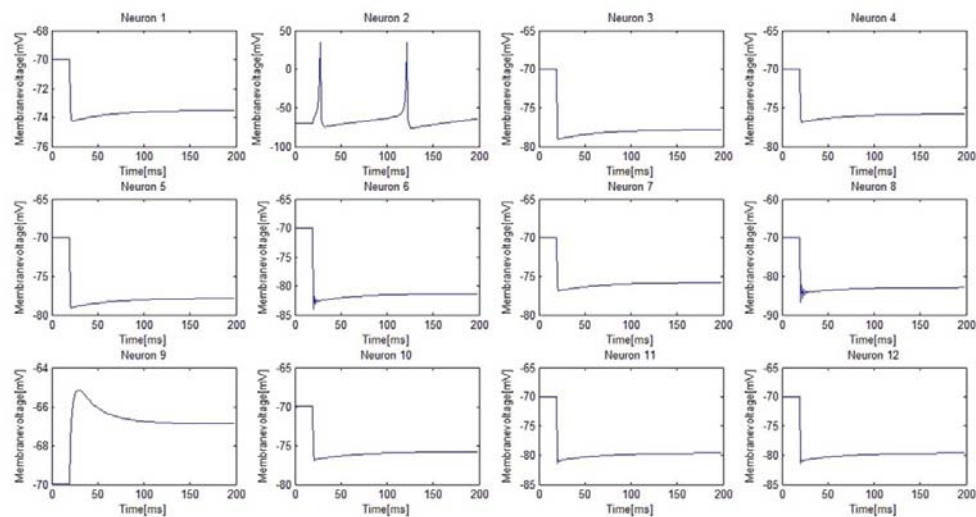 Neuron 1
Neuron 2
Neuron 3
Neuron 4
-68
-70
-72
-74
-76
Membranevoltage[mV]
0 50 100 150 200
Time[ms]
50
0
-50
-100
Membranevoltage[mV]
0 50 100 150 200
Time[ms]
-65
-70
-75
-80
Membranevoltage[mV]
0 50 100 150 200
Time[ms]
-65
-70
-75
-80
Membranevoltage[mV]
0 50 100 150 200
Time[ms]
Neuron 5
Neuron 6
Neuron 7
Neuron 8
-65
-70
-75
-80
Membranevoltage[mV]
0 50 100 150 200
Time[ms]
-65
-70
-75
-80
-85
Membranevoltage[mV]
0 50 100 150 200
Time[ms]
-65
-70
-75
-80
Membranevoltage[mV]
0 50 100 150 200
Time[ms]
-60
-70
-80
-90
Membranevoltage[mV]
0 50 100 150 200
Time[ms]
Neuron 9
Neuron 10
Neuron 11
Neuron 12
-64
-66
-68
-70
Membranevoltage[mV]
0 50 100 150 200
Time[ms]
-65
-70
-75
-80
Membranevoltage[mV]
0 50 100 150 200
Time[ms]
-65
-70
-75
-80
-85
Membranevoltage[mV]
0 50 100 150 200
Time[ms]
-65
-70
-75
-80
-85
Membranevoltage[mV]
0 50 100 150 200
Time[ms]